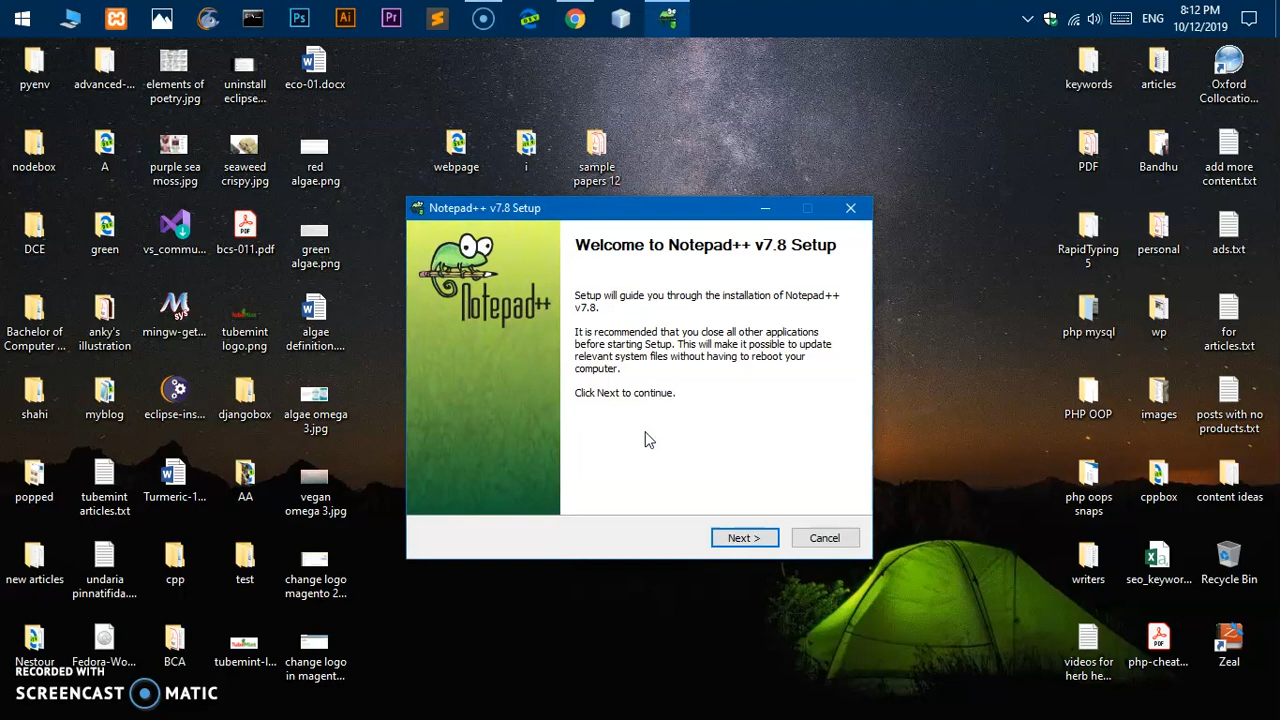 Ps
Ai
Pr
ENG
8:12 PM
10/12/2019
pyenv
advanced-...
elements of
poetry.jpg
uninstall
eclipse...
eco-01.docx
keywords
articles
Oxford
Collocatio...
nodebox
A
purple sea
moss.jpg
seaweed
crispy.jpg
red
algae.png
webpage
i
sample
papers 12
PDF
Bandhu
add more
content.txt
DCE
green
vs_commu...
bcs-011.pdf
green
algae.png
RapidTyping
5
personal
ads.txt
Bachelor of
Computer ...
anky's
illustration
mingw-get...
tubemint
logo.png
algae
definition....
php mysql
wp
for
articles.txt
shahi
myblog
eclipse-ins...
djangobox
algae omega
3.jpg
PHP OOP
images
posts with no
products.txt
popped
tubemint
articles.txt
Turmeric-1...
AA
vegan
omega 3.jpg
php oops
snaps
cppbox
content ideas
new articles
undaria
pinnatifida....
cpp
test
change logo
magento 2...
writers
seo_keywor...
Recycle Bin
Nestour
Fedora-Wo...
BCA
tubemint-l...
change logo
in magent...
videos for
herb he...
php-cheat...
Zeal
Notepad++ v7.8 Setup
Notepad++
Welcome to Notepad++ v7.8 Setup
Setup will guide you through the installation of Notepad++
v7.8.
It is recommended that you close all other applications
before starting Setup. This will make it possible to update
relevant system files without having to reboot your
computer.
Click Next to continue.
Next >
Cancel
RECORDED WITH
SCREENCAST MATIC